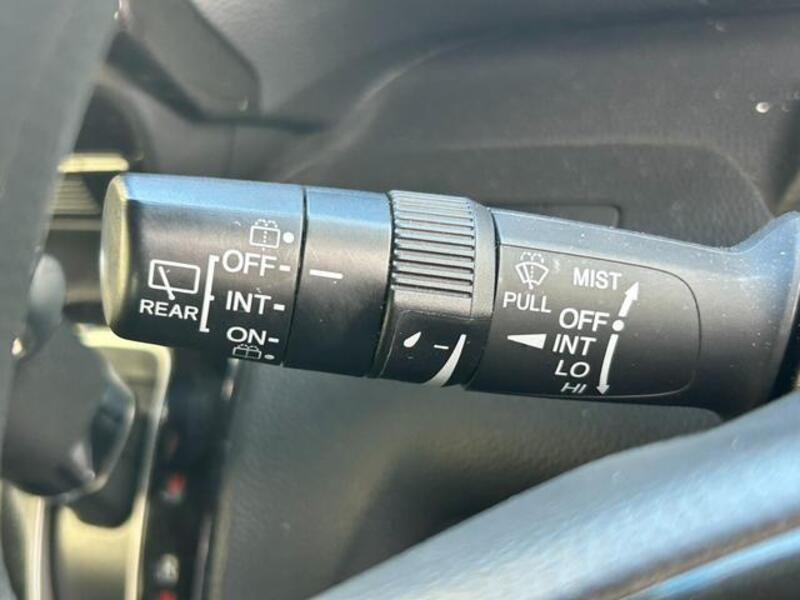 OFF
INT
ON
REAR
MIST
PULL
OFF
INT
LO
HI